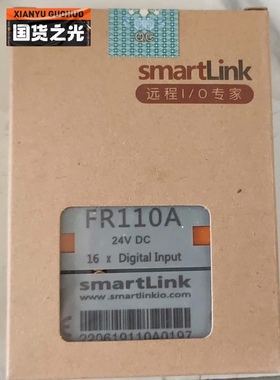 XIANYU GUOHUO
国货之光
smartLink
远程I/O专家
FR110A
24V DC
16 x Digital Input
smartLink
www.smartlinkio.com
220619110A0197